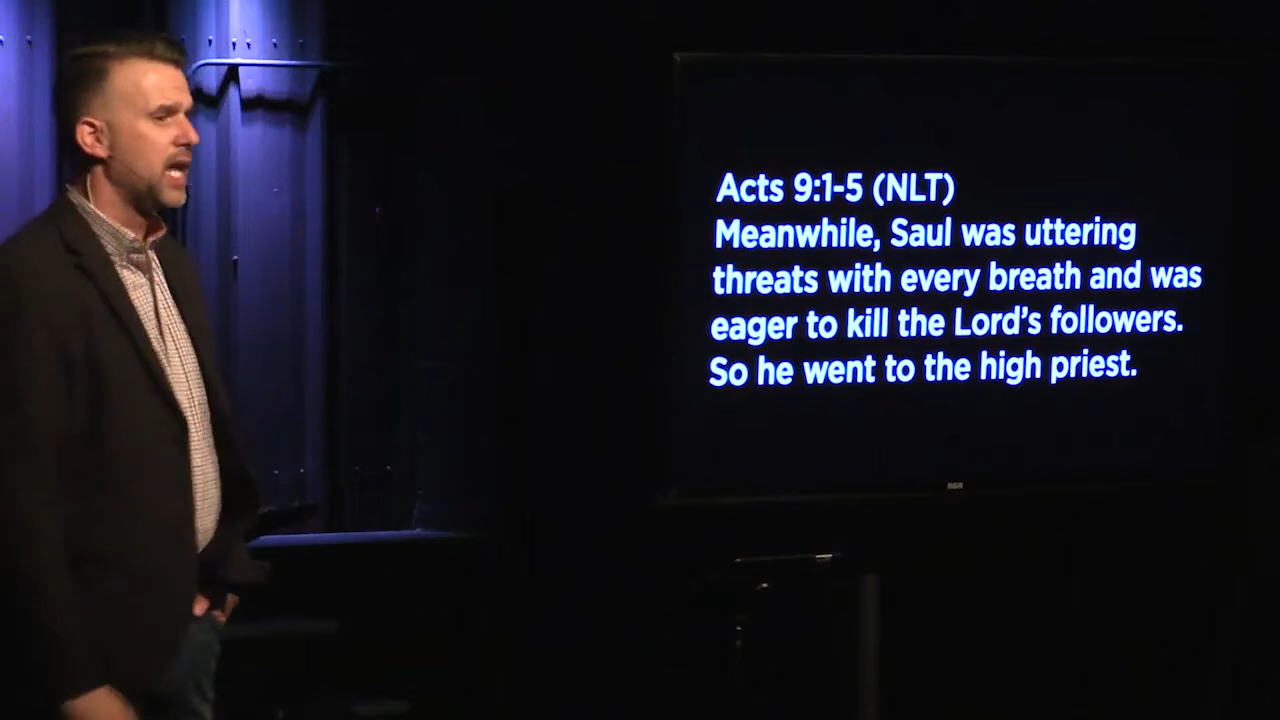 Acts 9:1-5 (NLT)
Meanwhile, Saul was uttering
threats with every breath and was
eager to kill the Lord’s followers.
So he went to the high priest.
RCA